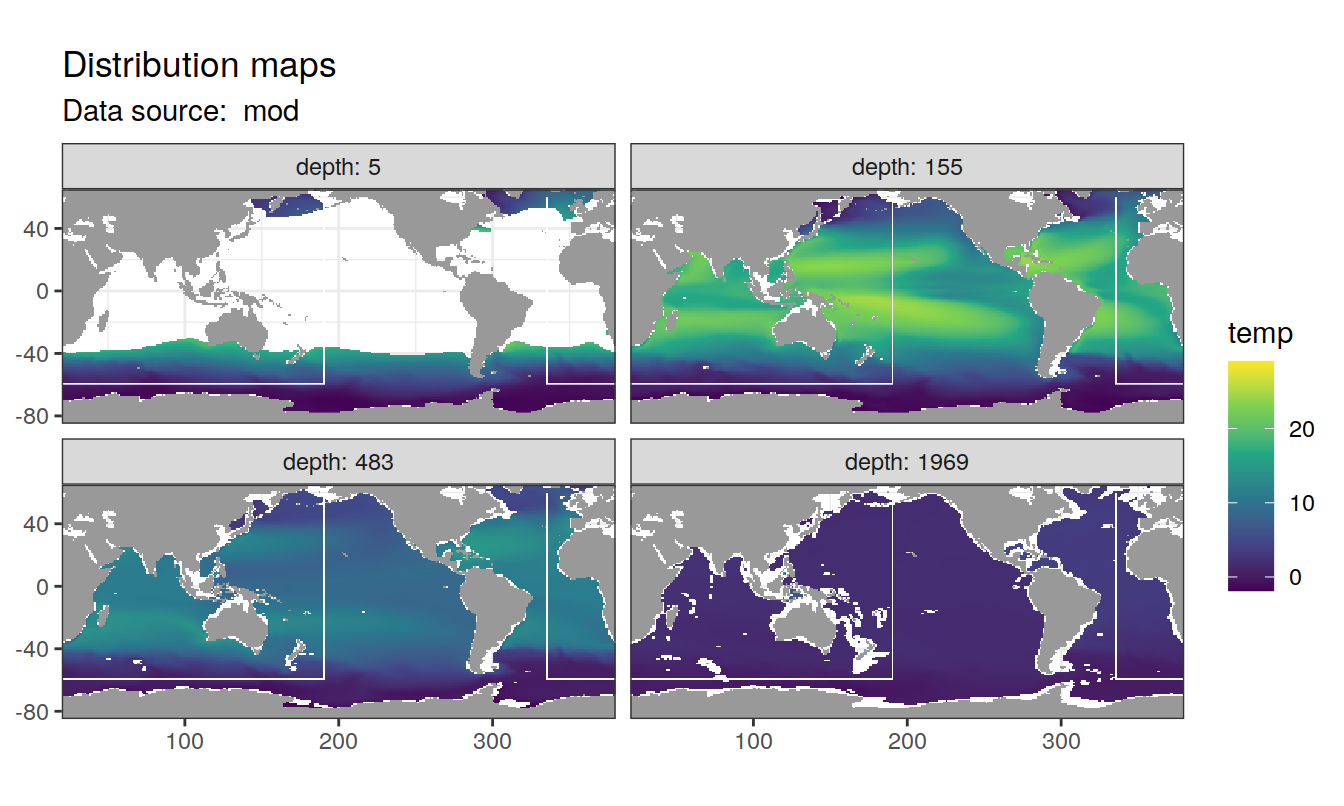 Distribution maps
Data source:  mod
depth: 5
depth: 155
40
0
-40
-80
depth: 483
depth: 1969
40
0
-40
-80
100
200
300
100
200
300
temp
20
10
0